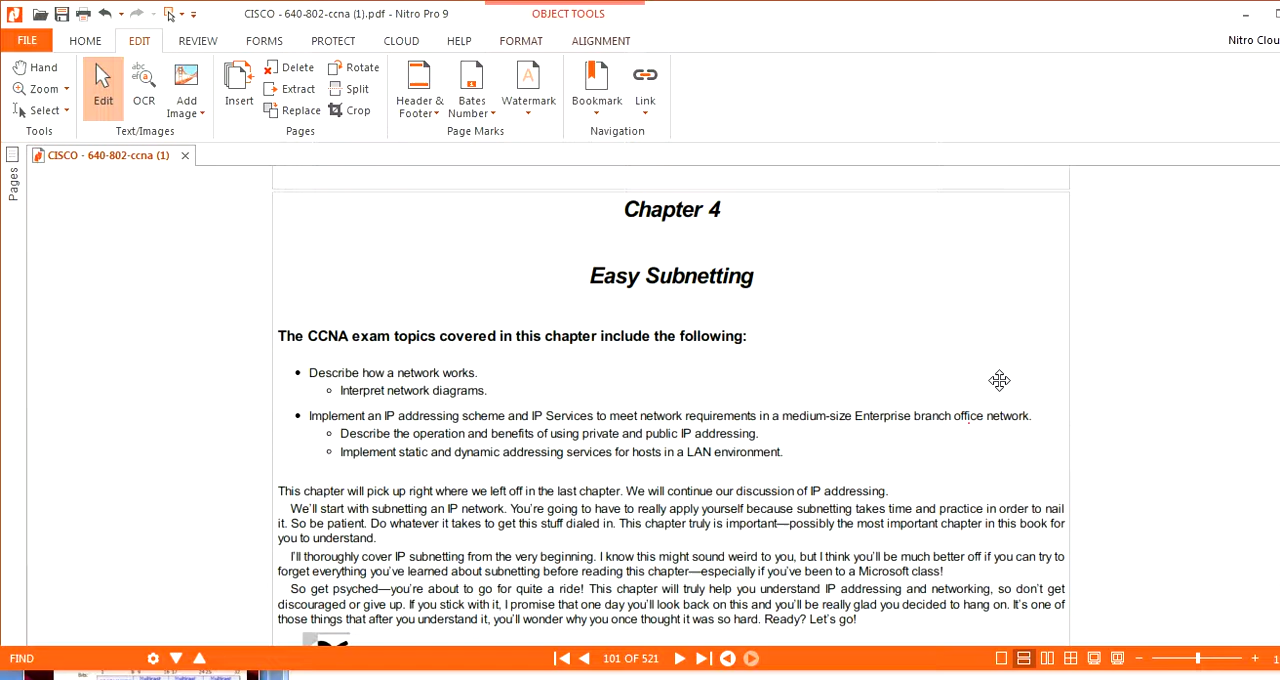 CISCO - 640-802-ccna (1).pdf - Nitro Pro 9
OBJECT TOOLS
FILE HOME EDIT REVIEW FORMS PROTECT CLOUD HELP FORMAT ALIGNMENT
Nitro Clou
Hand
Zoom
Select
Tools
Edit
OCR
Add Image
Text/Images
Insert
Delete
Extract
Replace
Rotate
Split
Crop
Pages
Header & Footer
Bates Number
Watermark
Page Marks
Bookmark
Link
Navigation
CISCO - 640-802-ccna (1)
Pages
Chapter 4
Easy Subnetting
The CCNA exam topics covered in this chapter include the following:
• Describe how a network works.
◦ Interpret network diagrams.
• Implement an IP addressing scheme and IP Services to meet network requirements in a medium-size Enterprise branch office network.
◦ Describe the operation and benefits of using private and public IP addressing.
◦ Implement static and dynamic addressing services for hosts in a LAN environment.
This chapter will pick up right where we left off in the last chapter. We will continue our discussion of IP addressing.
We'll start with subnetting an IP network. You're going to have to really apply yourself because subnetting takes time and practice in order to nail
it. So be patient. Do whatever it takes to get this stuff dialed in. This chapter truly is important—possibly the most important chapter in this book for
you to understand.
I'll thoroughly cover IP subnetting from the very beginning. I know this might sound weird to you, but I think you'll be much better off if you can try to
forget everything you've learned about subnetting before reading this chapter—especially if you've been to a Microsoft class!
So get psyched—you're about to go for quite a ride! This chapter will truly help you understand IP addressing and networking, so don't get
discouraged or give up. If you stick with it, I promise that one day you'll look back on this and you'll be really glad you decided to hang on. It's one of
those things that after you understand it, you'll wonder why you once thought it was so hard. Ready? Let's go!
FIND
101 OF 521